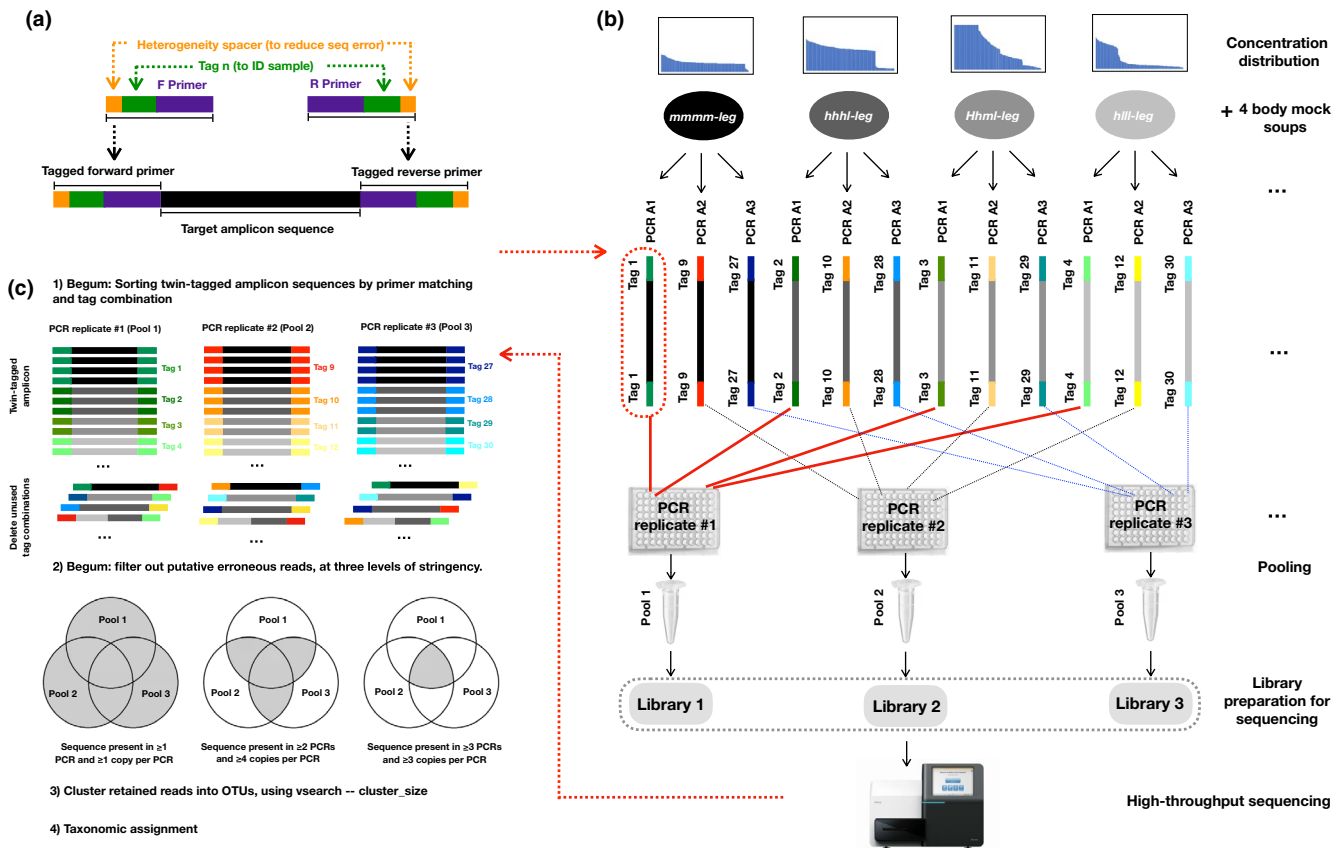 (a)
Heterogeneity spacer (to reduce seq error)
Tag n (to ID sample)
F Primer
R Primer
Tagged forward primer
Tagged reverse primer
Target amplicon sequence
(b)
Concentration
distribution
mmmm-leg
hhhl-leg
Hhml-leg
hlll-leg
+ 4 body mock
soups
...
PCR A1
PCR A2
PCR A3
PCR A1
PCR A2
PCR A3
PCR A1
PCR A2
PCR A3
PCR A1
PCR A2
PCR A3
Tag 1
Tag 9
Tag 27
Tag 2
Tag 10
Tag 28
Tag 3
Tag 11
Tag 29
Tag 4
Tag 12
Tag 30
...
Tag 1
Tag 9
Tag 27
Tag 2
Tag 10
Tag 28
Tag 3
Tag 11
Tag 29
Tag 4
Tag 12
Tag 30
PCR
replicate #1
PCR
replicate #2
PCR
replicate #3
...
Pooling
Pool 1
Pool 2
Pool 3
Library 1
Library 2
Library 3
Library
preparation for
sequencing
High-throughput sequencing
(c)
1) Begum: Sorting twin-tagged amplicon sequences by primer matching
and tag combination
PCR replicate #1 (Pool 1)
PCR replicate #2 (Pool 2)
PCR replicate #3 (Pool 3)
Twin-tagged
amplicon
Tag 1
Tag 2
Tag 3
Tag 4
Tag 9
Tag 10
Tag 11
Tag 12
Tag 27
Tag 28
Tag 29
Tag 30
...
...
...
Delete unused
tag combinations
...
...
...
2) Begum: filter out putative erroneous reads, at three levels of stringency.
Pool 1
Pool 2
Pool 3
Pool 1
Pool 2
Pool 3
Pool 1
Pool 2
Pool 3
Sequence present in ≥1
PCR and ≥1 copy per PCR
Sequence present in ≥2 PCRs
and ≥4 copies per PCR
Sequence present in ≥3 PCRs
and ≥3 copies per PCR
3) Cluster retained reads into OTUs, using vsearch -- cluster_size
4) Taxonomic assignment